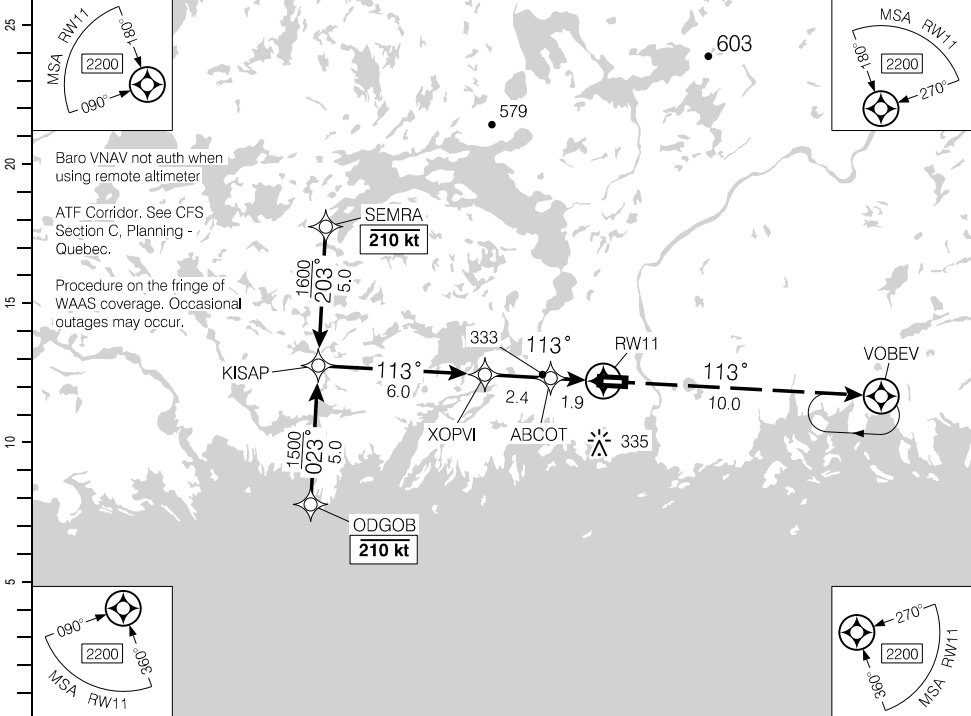 25
20
15
10
5
MSA RW11
180°
2200
090°
MSA RW11
180°
2200
270°
603
579
Baro VNAV not auth when
using remote altimeter
ATF Corridor. See CFS
Section C, Planning -
Quebec.
Procedure on the fringe of
WAAS coverage. Occasional
outages may occur.
SEMRA
210 kt
1600
203°
5.0
KISAP
113°
6.0
XOPVI
333
113°
2.4
ABCOT
1.9
RW11
113°
10.0
VOBEV
335
1500
023°
5.0
ODGOB
210 kt
090°
2200
360°
MSA RW11
270°
2200
360°
MSA RW11